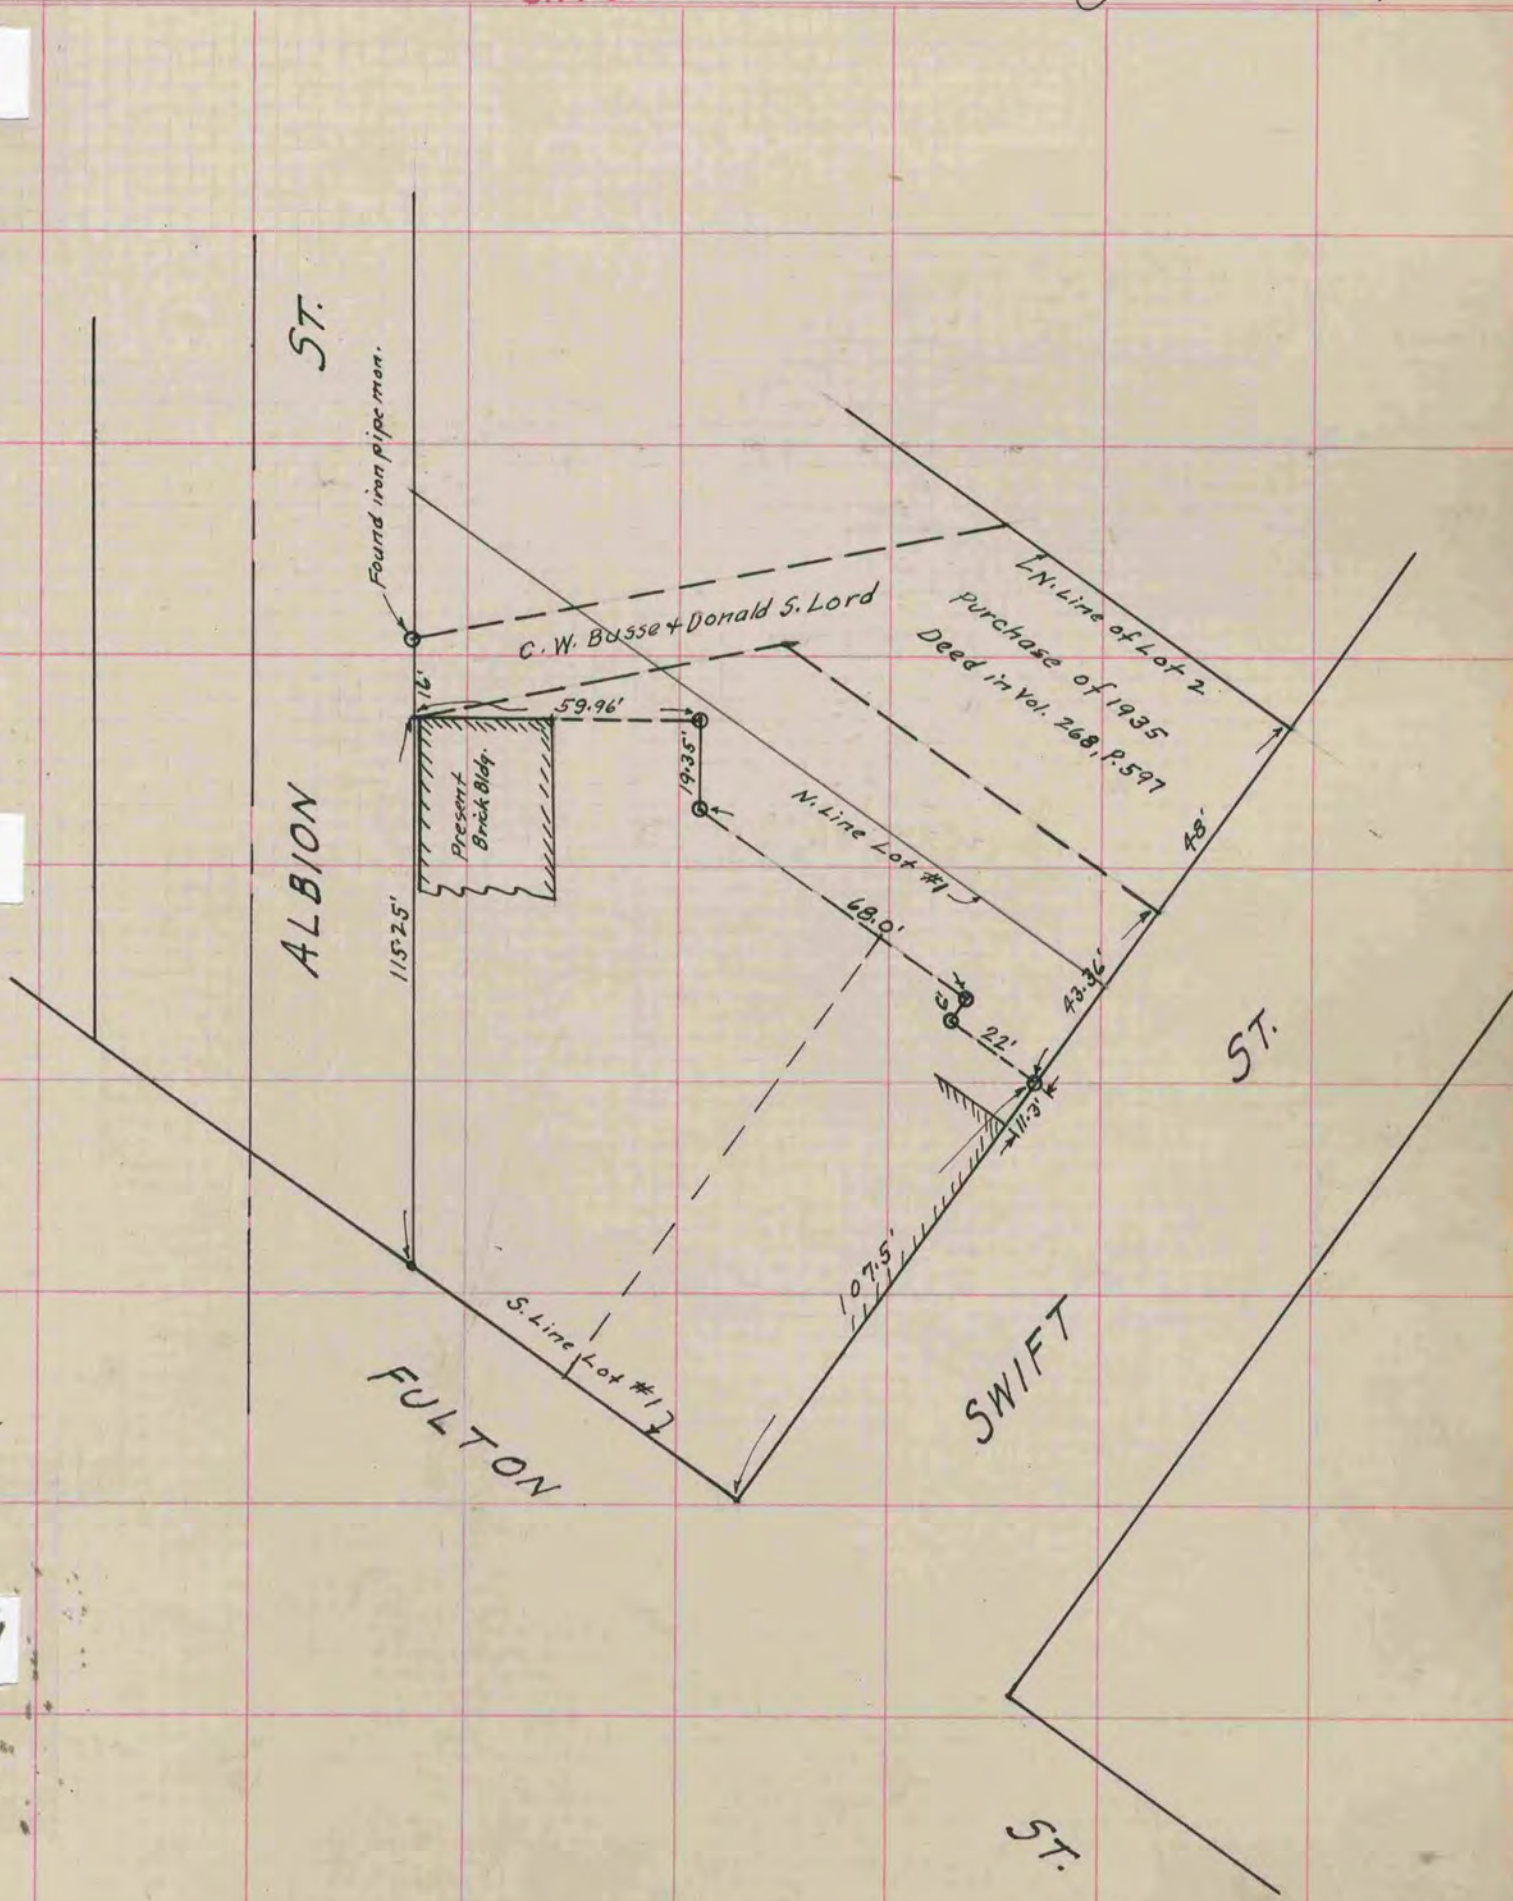 ST.
Found iron pipe mon.
C. W. Busse + Donald S. Lord
N. Line of Lot 2
Purchase of 1935
Deed in Vol. 268, P. 597
16'
59.96'
19.35'
Present
Brick Bldg.
N. Line Lot #1
48'
ALBION
115.25'
68.0'
6'
22'
43.36'
11.3'
ST.
107.5'
S. Line Lot #1
FULTON
SWIFT
ST.